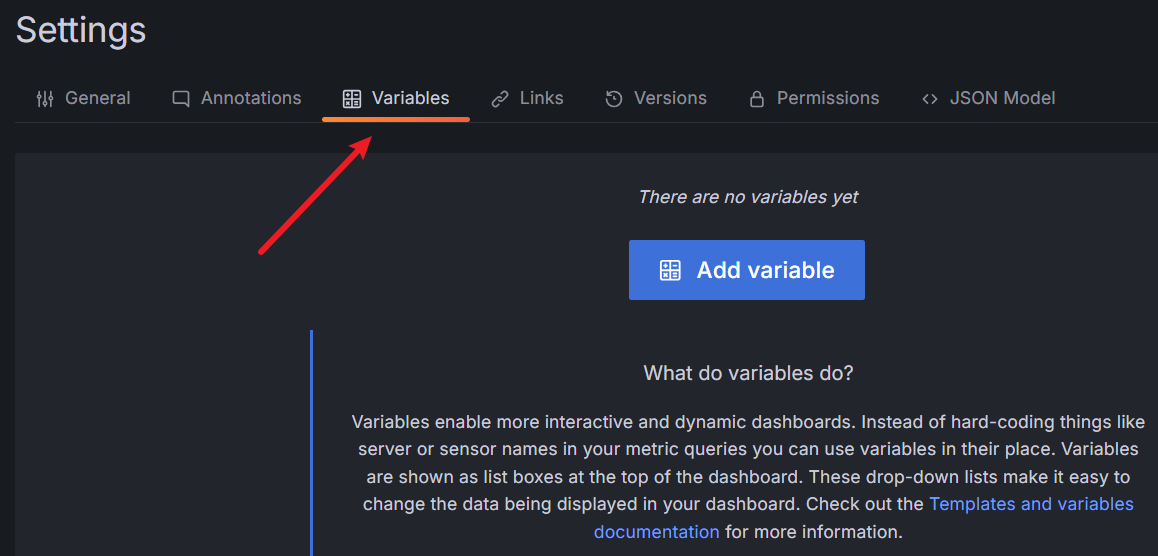 Settings
General Annotations Variables Links Versions Permissions JSON Model
There are no variables yet
Add variable
What do variables do?
Variables enable more interactive and dynamic dashboards. Instead of hard-coding things like
server or sensor names in your metric queries you can use variables in their place. Variables
are shown as list boxes at the top of the dashboard. These drop-down lists make it easy to
change the data being displayed in your dashboard. Check out the Templates and variables
documentation for more information.